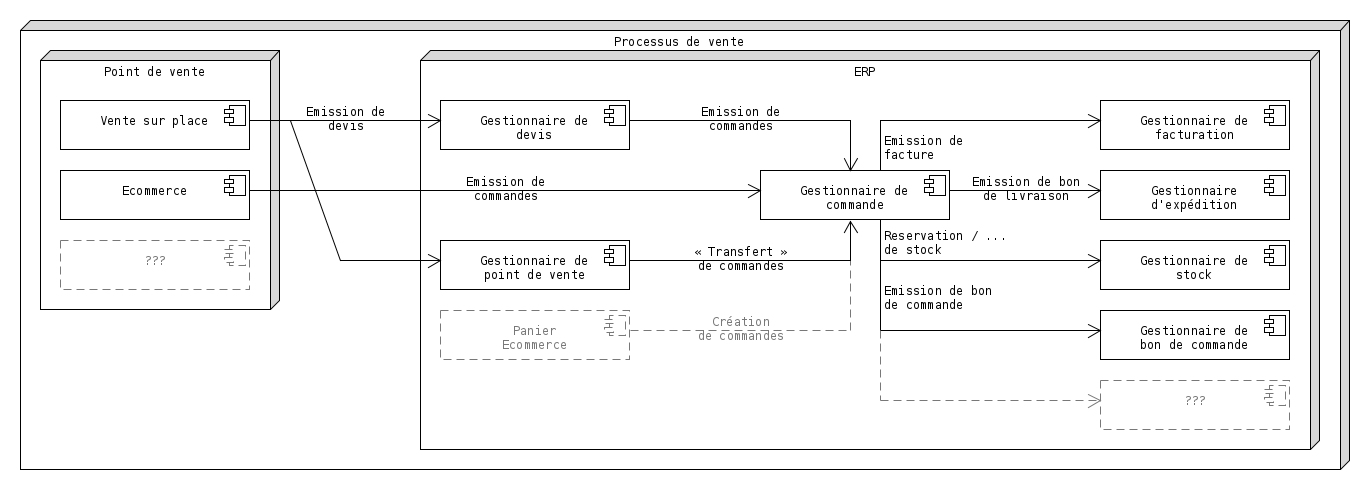 Processus de vente
Point de vente
ERP
Vente sur place
Emission de
devis
Gestionnaire de
devis
Emission de
commandes
Gestionnaire de
facturation
Emission de
facture
Ecommerce
Emission de
commandes
Gestionnaire de
commande
Emission de bon
de livraison
Gestionnaire
d'expédition
???
Gestionnaire de
point de vente
« Transfert »
de commandes
Reservation / ...
de stock
Gestionnaire de
stock
Emission de bon
de commande
Panier
Ecommerce
Création
de commandes
Gestionnaire de
bon de commande
???